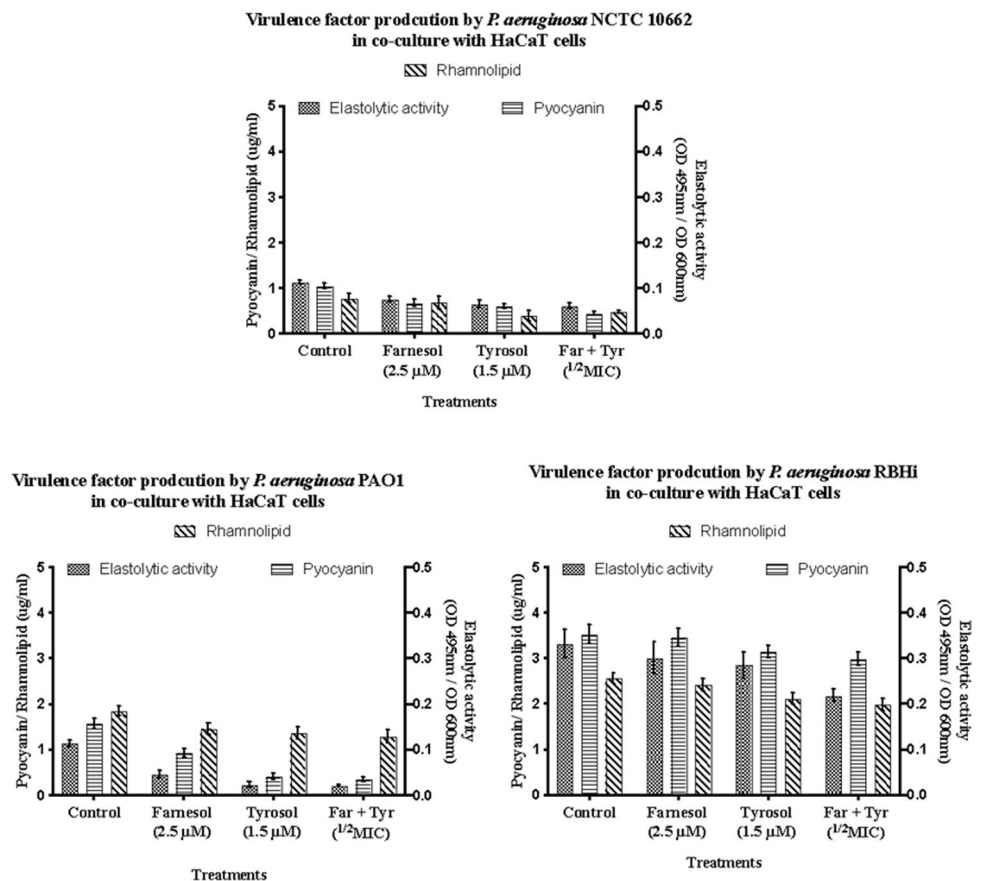 Virulence factor prodcution by P. aeruginosa NCTC 10662
in co-culture with HaCaT cells
Rhamnolipid
Elastolytic activity
Pyocyanin
Pyocyanin/ Rhamnolipid (ug/ml)
5
4
3
2
1
0
0.5
0.4
0.3
0.2
0.1
0.0
Elastolytic activity
(OD 495nm / OD 600nm)
Control
Farnesol
(2.5 µM)
Tyrosol
(1.5 µM)
Far + Tyr
(1/2MIC)
Treatments
Virulence factor prodcution by P. aeruginosa PAO1
in co-culture with HaCaT cells
Rhamnolipid
Elastolytic activity
Pyocyanin
Pyocyanin/ Rhamnolipid (ug/ml)
5
4
3
2
1
0
0.5
0.4
0.3
0.2
0.1
0.0
Elastolytic activity
(OD 495nm / OD 600nm)
Control
Farnesol
(2.5 µM)
Tyrosol
(1.5 µM)
Far + Tyr
(1/2MIC)
Treatments
Virulence factor prodcution by P. aeruginosa RBHi
in co-culture with HaCaT cells
Rhamnolipid
Elastolytic activity
Pyocyanin
Pyocyanin/ Rhamnolipid (ug/ml)
5
4
3
2
1
0
0.5
0.4
0.3
0.2
0.1
0.0
Elastolytic activity
(OD 495nm / OD 600nm)
Control
Farnesol
(2.5 µM)
Tyrosol
(1.5 µM)
Far + Tyr
(1/2MIC)
Treatments